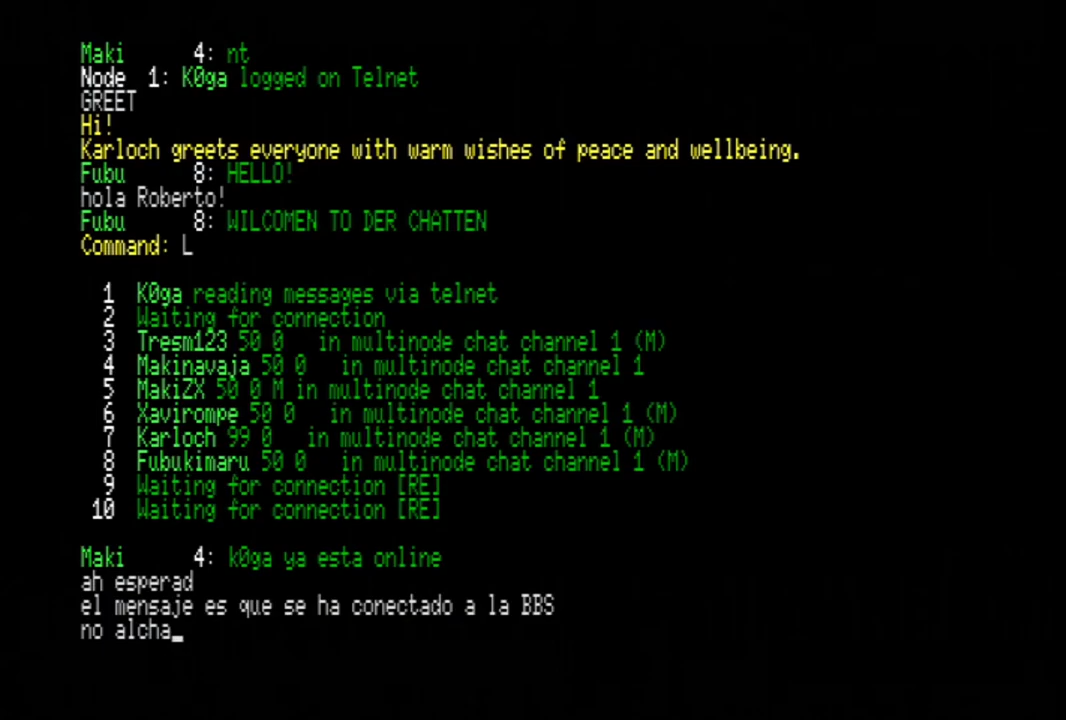 Maki 4: nt
Node 1: K0ga logged on Telnet
GREET
Hi!
Karloch greets everyone with warm wishes of peace and wellbeing.
Fubu 8: HELLO!
hola Roberto!
Fubu 8: WILCOMEN TO DER CHATTEN
Command: L
1 K0ga reading messages via telnet
2 Waiting for connection
3 Tresm123 50 0 in multinode chat channel 1 (M)
4 Makinavaja 50 0 in multinode chat channel 1
5 MakiZX 50 0 M in multinode chat channel 1
6 Xavirompe 50 0 in multinode chat channel 1 (M)
7 Karloch 99 0 in multinode chat channel 1 (M)
8 Fubukimaru 50 0 in multinode chat channel 1 (M)
9 Waiting for connection [RE]
10 Waiting for connection [RE]
Maki 4: k0ga ya esta online
ah esperad
el mensaje es que se ha conectado a la BBS
no alcha_